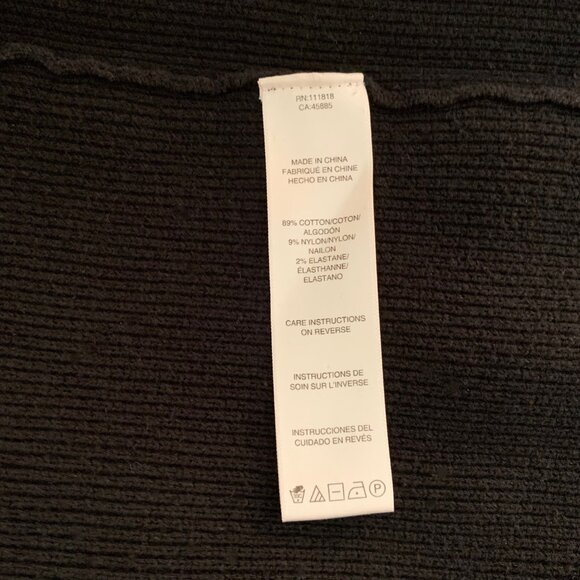 RN:111818
CA:45885
MADE IN CHINA
FABRIQUÉ EN CHINE
HECHO EN CHINA
89% COTTON/COTON/
ALGODÓN
9% NYLON/NYLON/
NAILON
2% ELASTANE/
ÉLASTHANNE/
ELASTANO
CARE INSTRUCTIONS
ON REVERSE
INSTRUCTIONS DE
SOIN SUR L'INVERSE
INSTRUCCIONES DEL
CUIDADO EN REVÉS
P